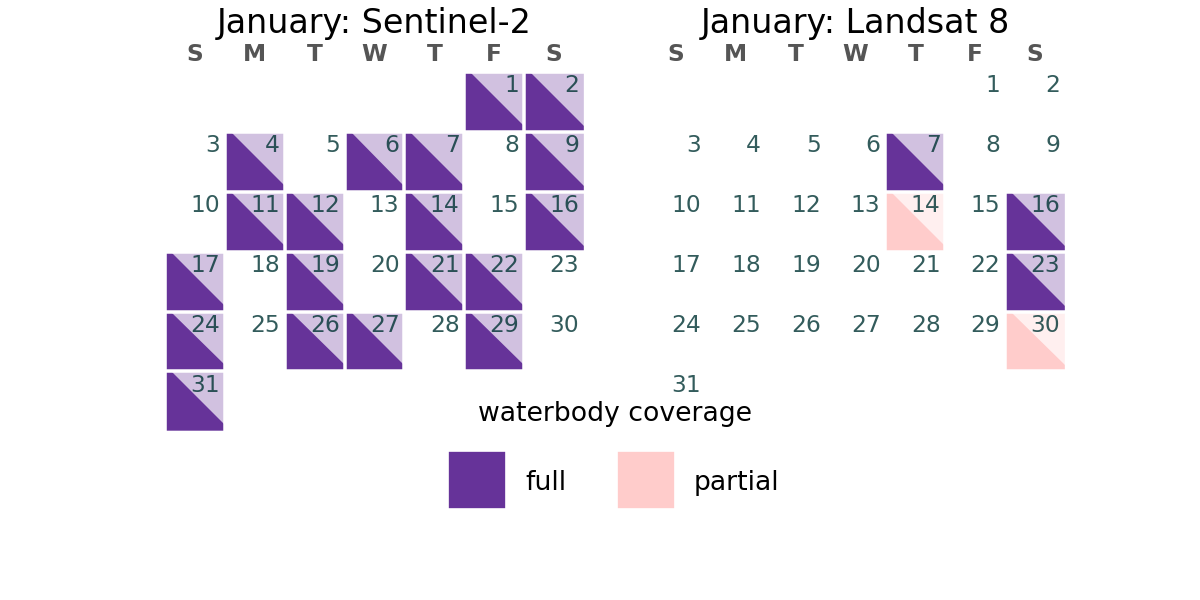 January: Sentinel-2
S M T W T F S
1 2
3 4 5 6 7 8 9
10 11 12 13 14 15 16
17 18 19 20 21 22 23
24 25 26 27 28 29 30
31
January: Landsat 8
S M T W T F S
1 2
3 4 5 6 7 8 9
10 11 12 13 14 15 16
17 18 19 20 21 22 23
24 25 26 27 28 29 30
31
waterbody coverage
full partial